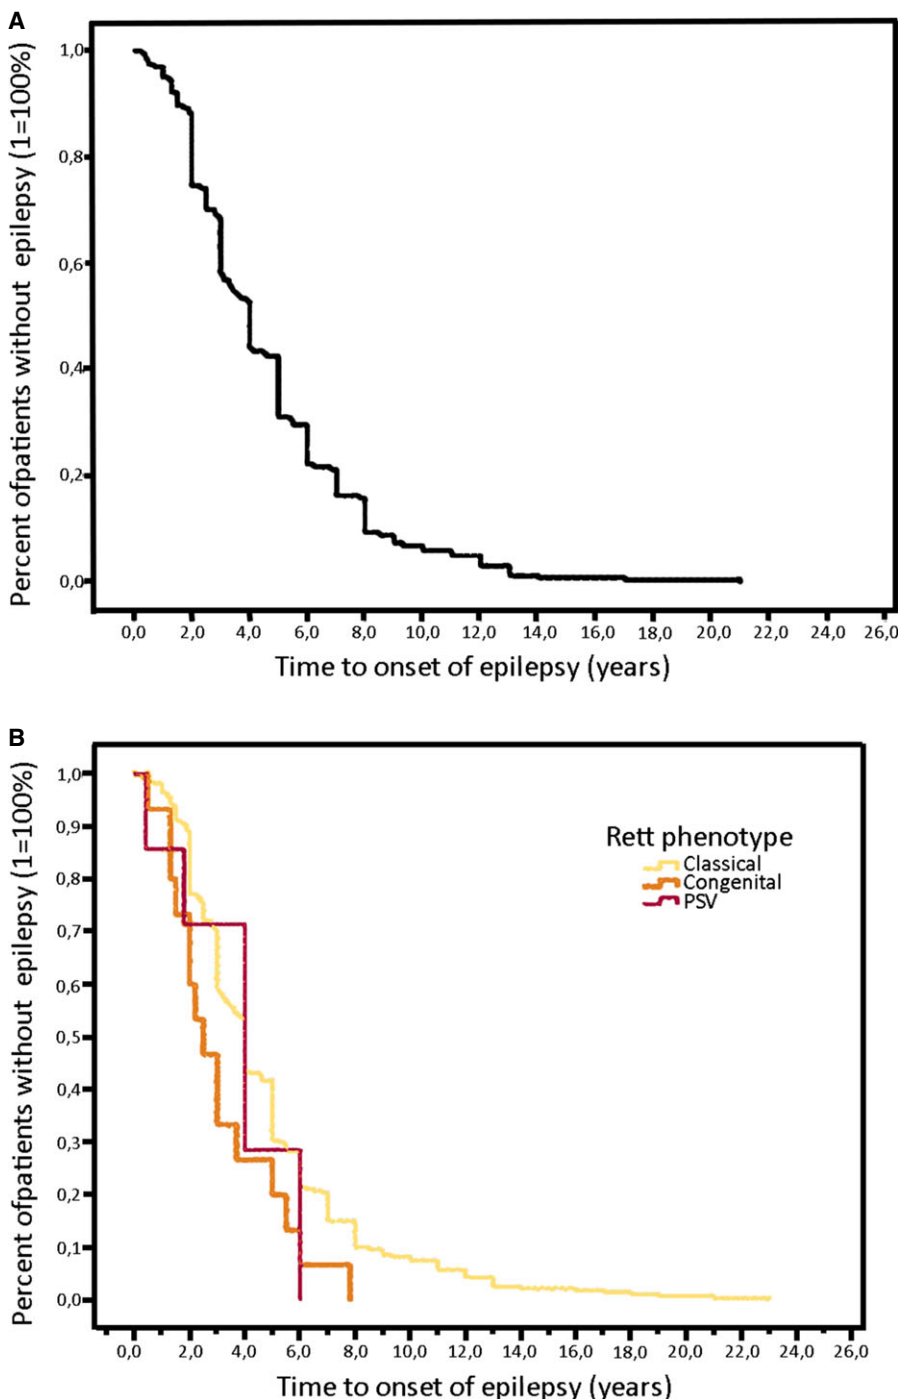 A
Percent ofpatients without epilepsy (1=100%)
1,0
0,8
0,6
0,4
0,2
0,0
0,0 2,0 4,0 6,0 8,0 10,0 12,0 14,0 16,0 18,0 20,0 22,0 24,0 26,0
Time to onset of epilepsy (years)
B
Percent ofpatients without epilepsy (1=100%)
1,0
0,9
0,8
0,7
0,6
0,5
0,4
0,3
0,2
0,1
0,0
Rett phenotype
Classical
Congenital
PSV
0,0 2,0 4,0 6,0 8,0 10,0 12,0 14,0 16,0 18,0 20,0 22,0 24,0 26,0
Time to onset of epilepsy (years)